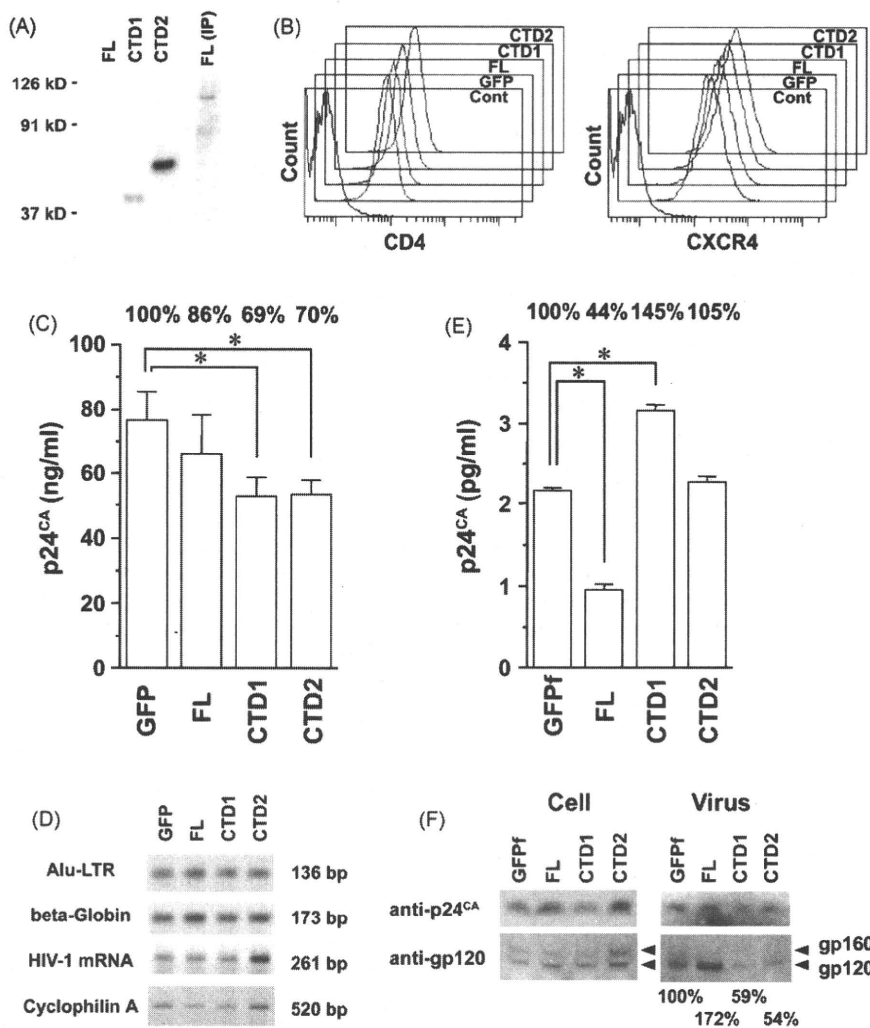 (A)
FL
CTD1
CTD2
FL (IP)
126 kD -
91 kD -
37 kD -
(B)
CTD2
CTD1
FL
GFP
Cont
Count
CD4
CTD2
CTD1
FL
GFP
Cont
Count
CXCR4
(C)
100% 86% 69% 70%
100
80
60
40
20
0
p24CA (ng/ml)
*
*
GFP
FL
CTD1
CTD2
(E)
100% 44% 145% 105%
4
3
2
1
0
p24CA (pg/ml)
*
*
GFPf
FL
CTD1
CTD2
(D)
GFP
FL
CTD1
CTD2
Alu-LTR 136 bp
beta-Globin 173 bp
HIV-1 mRNA 261 bp
Cyclophilin A 520 bp
(F)
Cell
Virus
GFPf
FL
CTD1
CTD2
GFPf
FL
CTD1
CTD2
anti-p24CA
anti-gp120
gp160
gp120
100% 59%
172% 54%